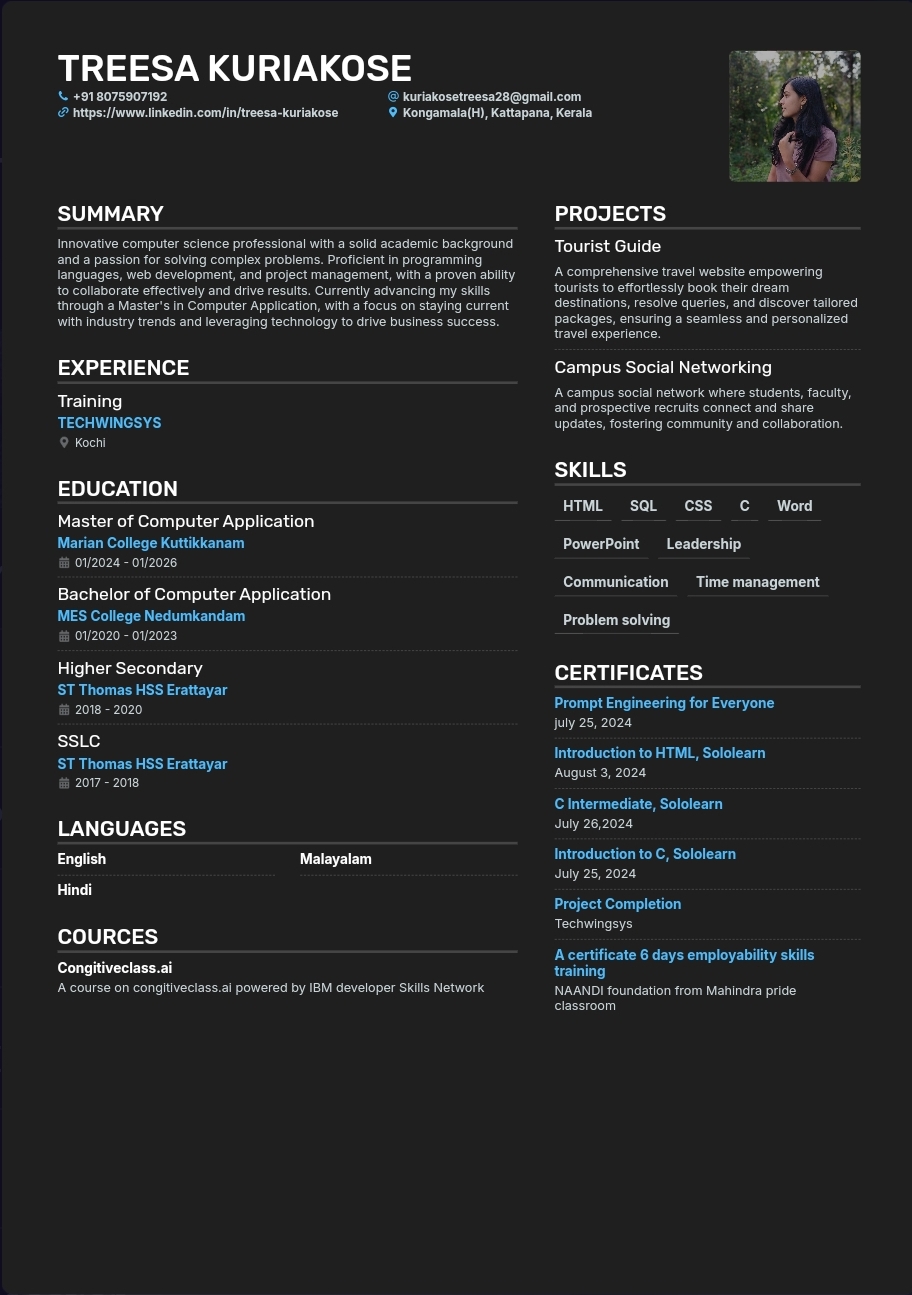 TREESA KURIAKOSE
+91 8075907192
kuriakosetreesa28@gmail.com
https://www.linkedin.com/in/treesa-kuriakose
Kongamala(H), Kattapana, Kerala
SUMMARY
Innovative computer science professional with a solid academic background
and a passion for solving complex problems. Proficient in programming
languages, web development, and project management, with a proven ability
to collaborate effectively and drive results. Currently advancing my skills
through a Master's in Computer Application, with a focus on staying current
with industry trends and leveraging technology to drive business success.
EXPERIENCE
Training
TECHWINGSYS
Kochi
EDUCATION
Master of Computer Application
Marian College Kuttikkanam
01/2024 - 01/2026
Bachelor of Computer Application
MES College Nedumkandam
01/2020 - 01/2023
Higher Secondary
ST Thomas HSS Erattayar
2018 - 2020
SSLC
ST Thomas HSS Erattayar
2017 - 2018
LANGUAGES
English
Malayalam
Hindi
COURCES
Congitiveclass.ai
A course on congitiveclass.ai powered by IBM developer Skills Network
PROJECTS
Tourist Guide
A comprehensive travel website empowering
tourists to effortlessly book their dream
destinations, resolve queries, and discover tailored
packages, ensuring a seamless and personalized
travel experience.
Campus Social Networking
A campus social network where students, faculty,
and prospective recruits connect and share
updates, fostering community and collaboration.
SKILLS
HTML SQL CSS C Word
PowerPoint Leadership
Communication Time management
Problem solving
CERTIFICATES
Prompt Engineering for Everyone
july 25, 2024
Introduction to HTML, Sololearn
August 3, 2024
C Intermediate, Sololearn
July 26,2024
Introduction to C, Sololearn
July 25, 2024
Project Completion
Techwingsys
A certificate 6 days employability skills
training
NAANDI foundation from Mahindra pride
classroom